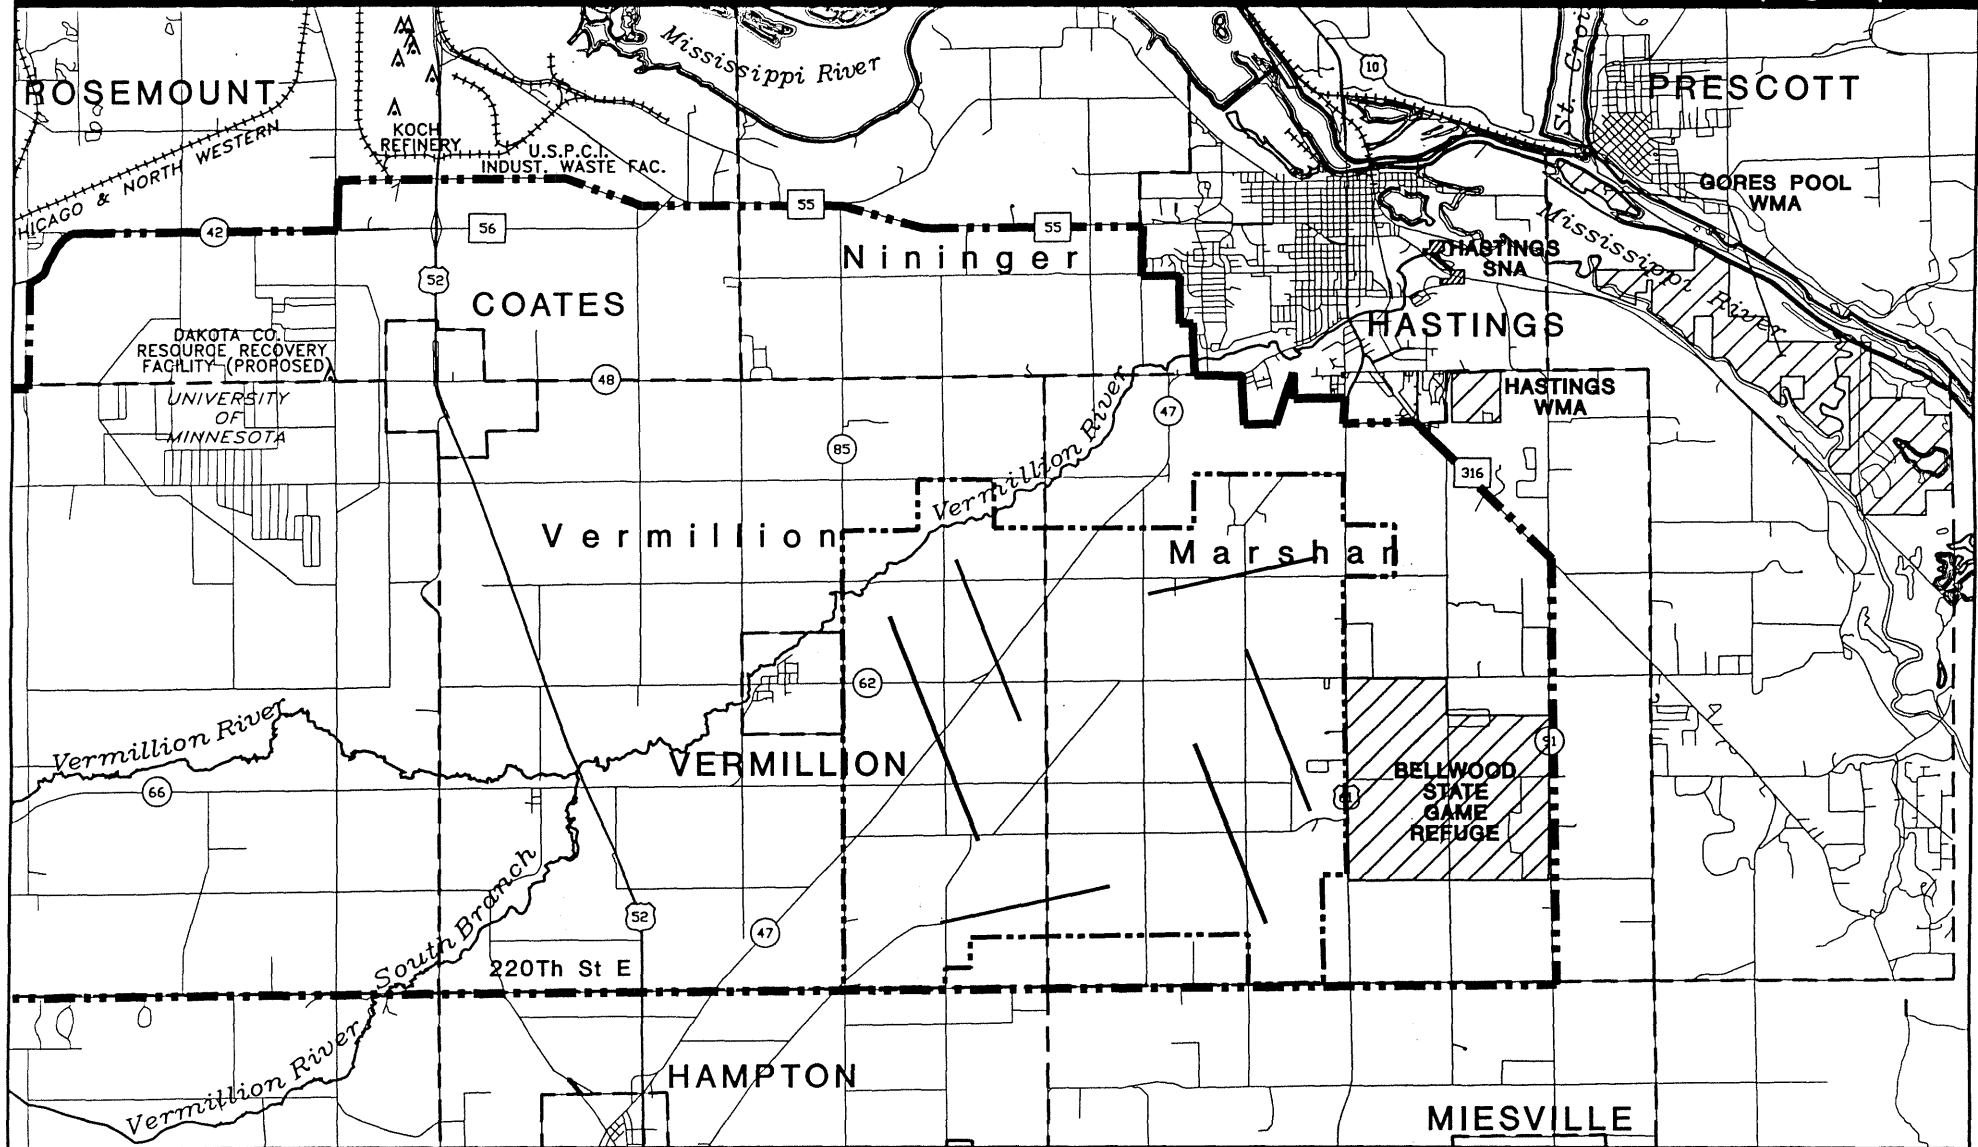 Mississippi River
10
St. Croi
ROSEMOUNT
PRESCOTT
KOCH
REFINERY
U.S.P.C.I.
INDUST. WASTE FAC.
HICAGO & NORTH WESTERN
GORES POOL
WMA
55
42
56
55
Mississippi River
Nininger
HASTINGS
SNA
52
COATES
HASTINGS
DAKOTA CO.
RESOURCE RECOVERY
FACILITY (PROPOSED)
48
UNIVERSITY
OF
MINNESOTA
HASTINGS
WMA
47
85
Vermillion River
316
Vermillion
Marshan
62
Vermillion River
91
VERMILLION
66
BELLWOOD
STATE
GAME
REFUGE
61
South Branch
52
47
220Th St E
Vermillion River
HAMPTON
MIESVILLE